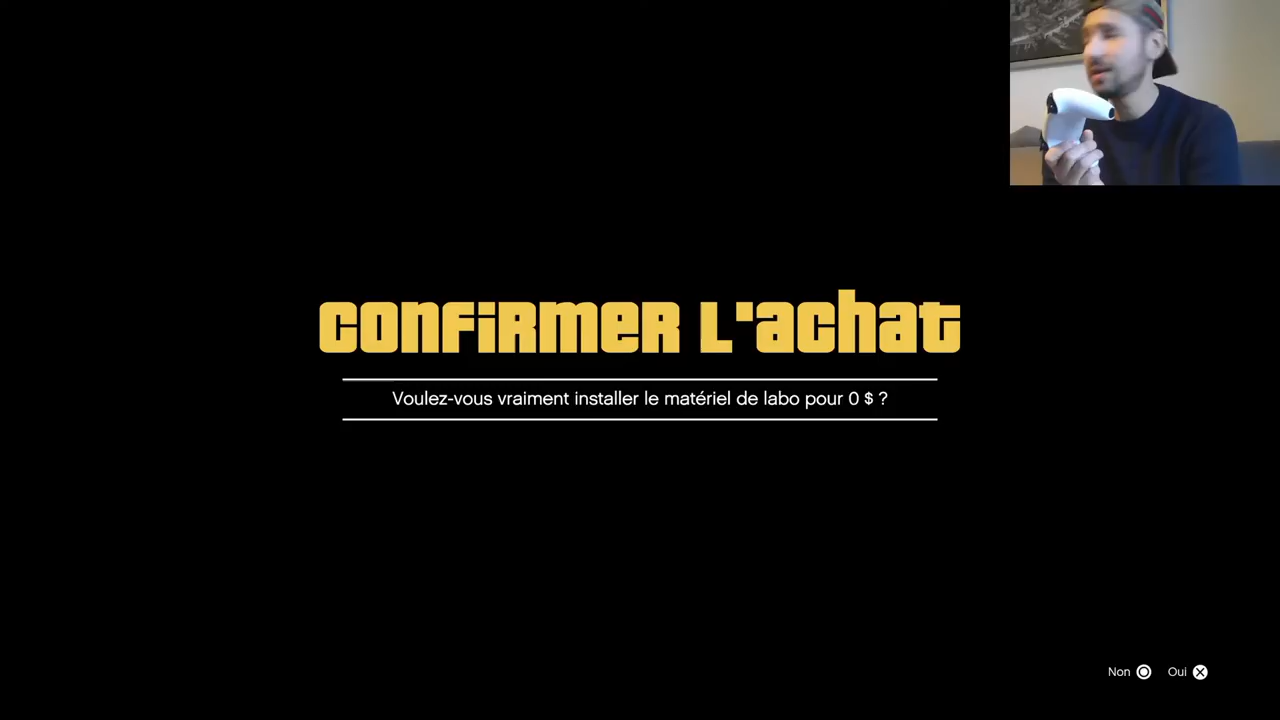 CONFIRMER L'ACHAT
Voulez-vous vraiment installer le matériel de labo pour 0 $ ?
Non Oui